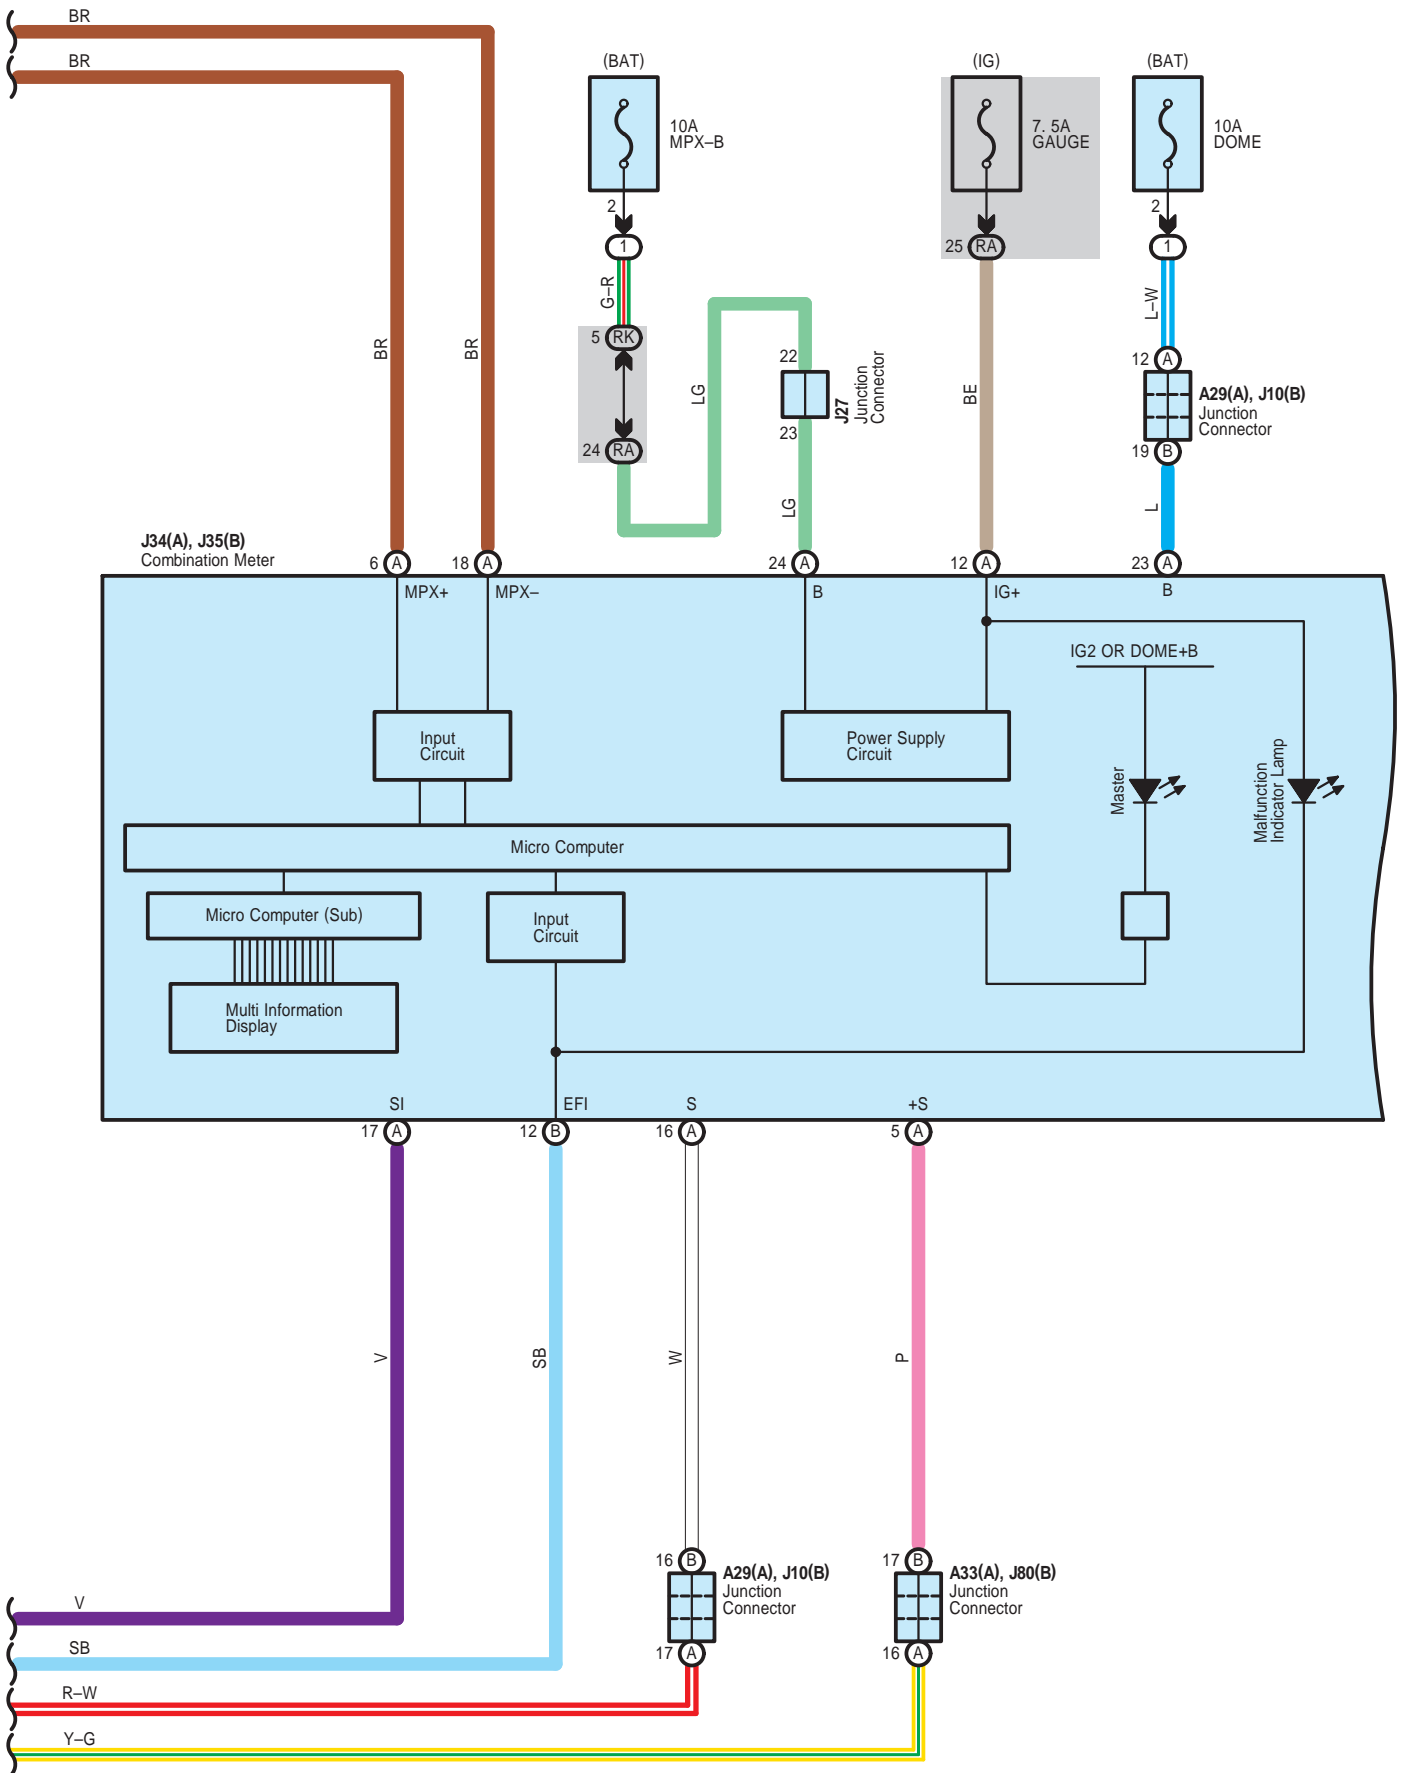 BR
BR
(BAT)
10A
MPX–B
2
1
G–R
5 RK
24 RA
LG
22
23
J27
Junction
Connector
LG
(IG)
7. 5A
GAUGE
25 RA
BE
(BAT)
10A
DOME
2
1
L–W
12 A
A29(A), J10(B)
Junction
Connector
19 B
L
BR
BR
J34(A), J35(B)
Combination Meter
6 A
18 A
24 A
12 A
23 A
MPX+
MPX–
B
IG+
B
IG2 OR DOME+B
Input
Circuit
Power Supply
Circuit
Master
Malfunction
Indicator Lamp
Micro Computer
Micro Computer (Sub)
Input
Circuit
Multi Information
Display
SI
EFI
S
+S
17 A
12 B
16 A
5 A
V
SB
W
P
16 B
A29(A), J10(B)
Junction
Connector
17 A
17 B
A33(A), J80(B)
Junction
Connector
16 A
V
SB
R–W
Y–G